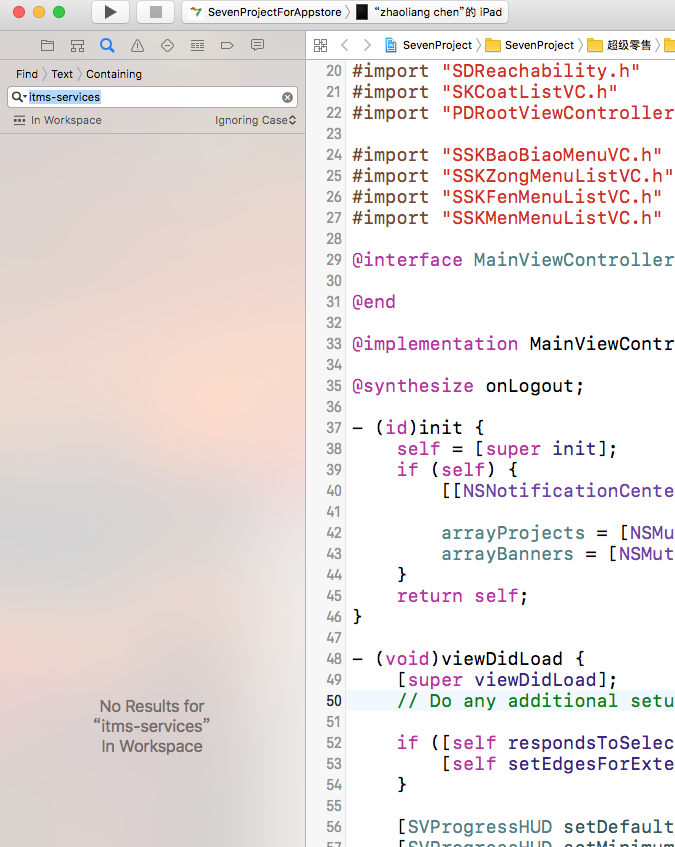 SevenProjectForAppstore 〉 “zhaoliang chen”的 iPad
SevenProject 〉 SevenProject 〉 超级零售 〉
Find 〉 Text 〉 Containing
itms-services
In Workspace Ignoring Case
No Results for
“itms-services”
In Workspace
20 #import "SDReachability.h"
21 #import "SKCoatListVC.h"
22 #import "PDRootViewController
23
24 #import "SSKBaoBiaoMenuVC.h"
25 #import "SSKZongMenuListVC.h"
26 #import "SSKFenMenuListVC.h"
27 #import "SSKMenMenuListVC.h"
28
29 @interface MainViewController
30
31 @end
32
33 @implementation MainViewContr
34
35 @synthesize onLogout;
36
37 - (id)init {
38 self = [super init];
39 if (self) {
40 [[NSNotificationCente
41
42 arrayProjects = [NSMu
43 arrayBanners = [NSMut
44 }
45 return self;
46 }
47
48 - (void)viewDidLoad {
49 [super viewDidLoad];
50 // Do any additional setu
51
52 if ([self respondsToSelec
53 [self setEdgesForExte
54 }
55
56 [SVProgressHUD setDefault
57 [SVProgressHUD setMinimum